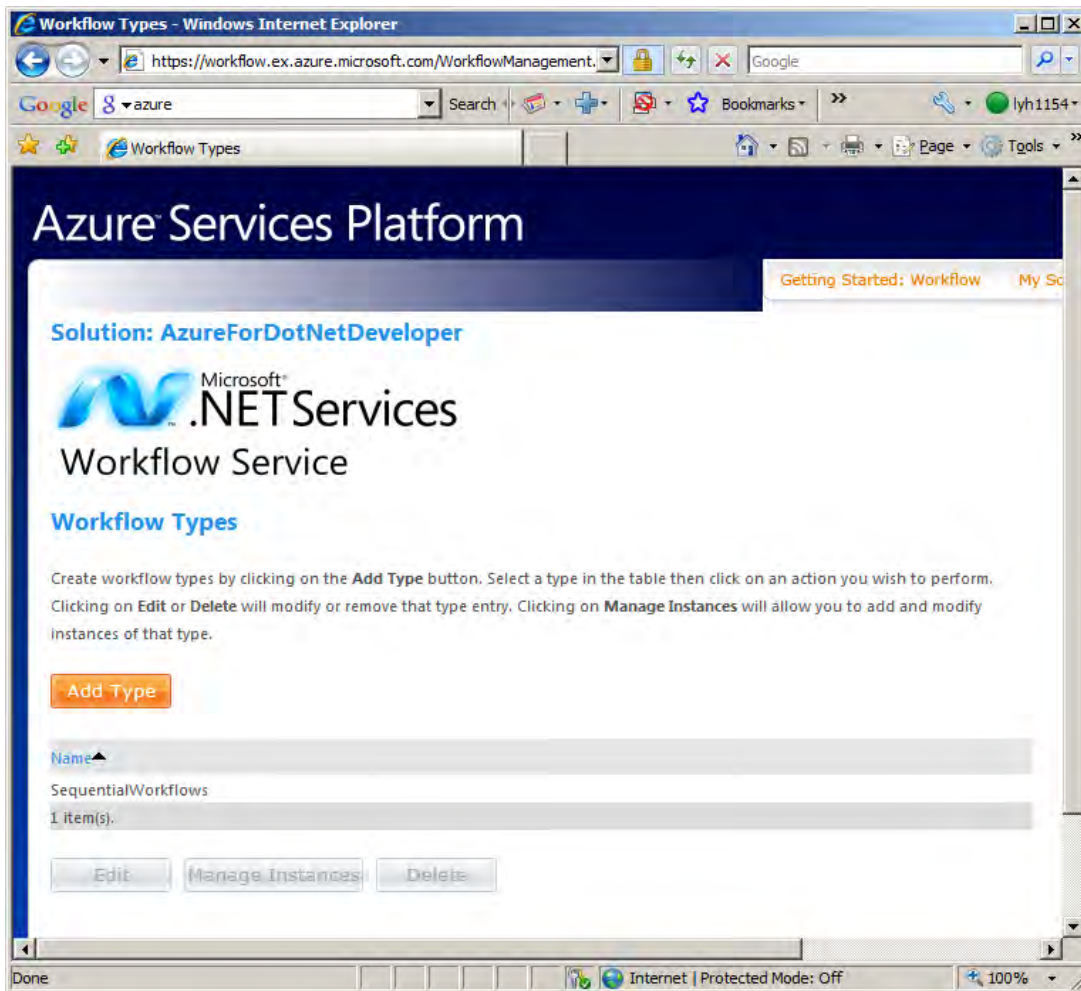 Workflow Types - Windows Internet Explorer
https://workflow.ex.azure.microsoft.com/WorkflowManagement.
Google
Google
azure
Search
Bookmarks
»
lyh1154
Workflow Types
Page
Tools
»
Azure™ Services Platform
Getting Started: Workflow
My So
Solution: AzureForDotNetDeveloper
Microsoft®
.NET Services
Workflow Service
Workflow Types
Create workflow types by clicking on the Add Type button. Select a type in the table then click on an action you wish to perform.
Clicking on Edit or Delete will modify or remove that type entry. Clicking on Manage Instances will allow you to add and modify
instances of that type.
Add Type
Name
SequentialWorkflows
1 item(s).
Edit
Manage Instances
Delete
Done
Internet | Protected Mode: Off
100%